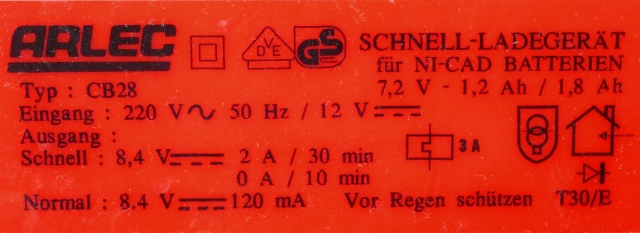 ARLEC
VDE
GS
SCHNELL-LADEGERÄT
für NI-CAD BATTERIEN
7,2 V - 1,2 Ah / 1,8 Ah
Typ : CB28
Eingang : 220 V~ 50 Hz / 12 V⎓
Ausgang :
Schnell : 8,4 V⎓ 2 A / 30 min
0 A / 10 min
3 A
Normal : 8.4 V⎓ 120 mA Vor Regen schützen T30/E